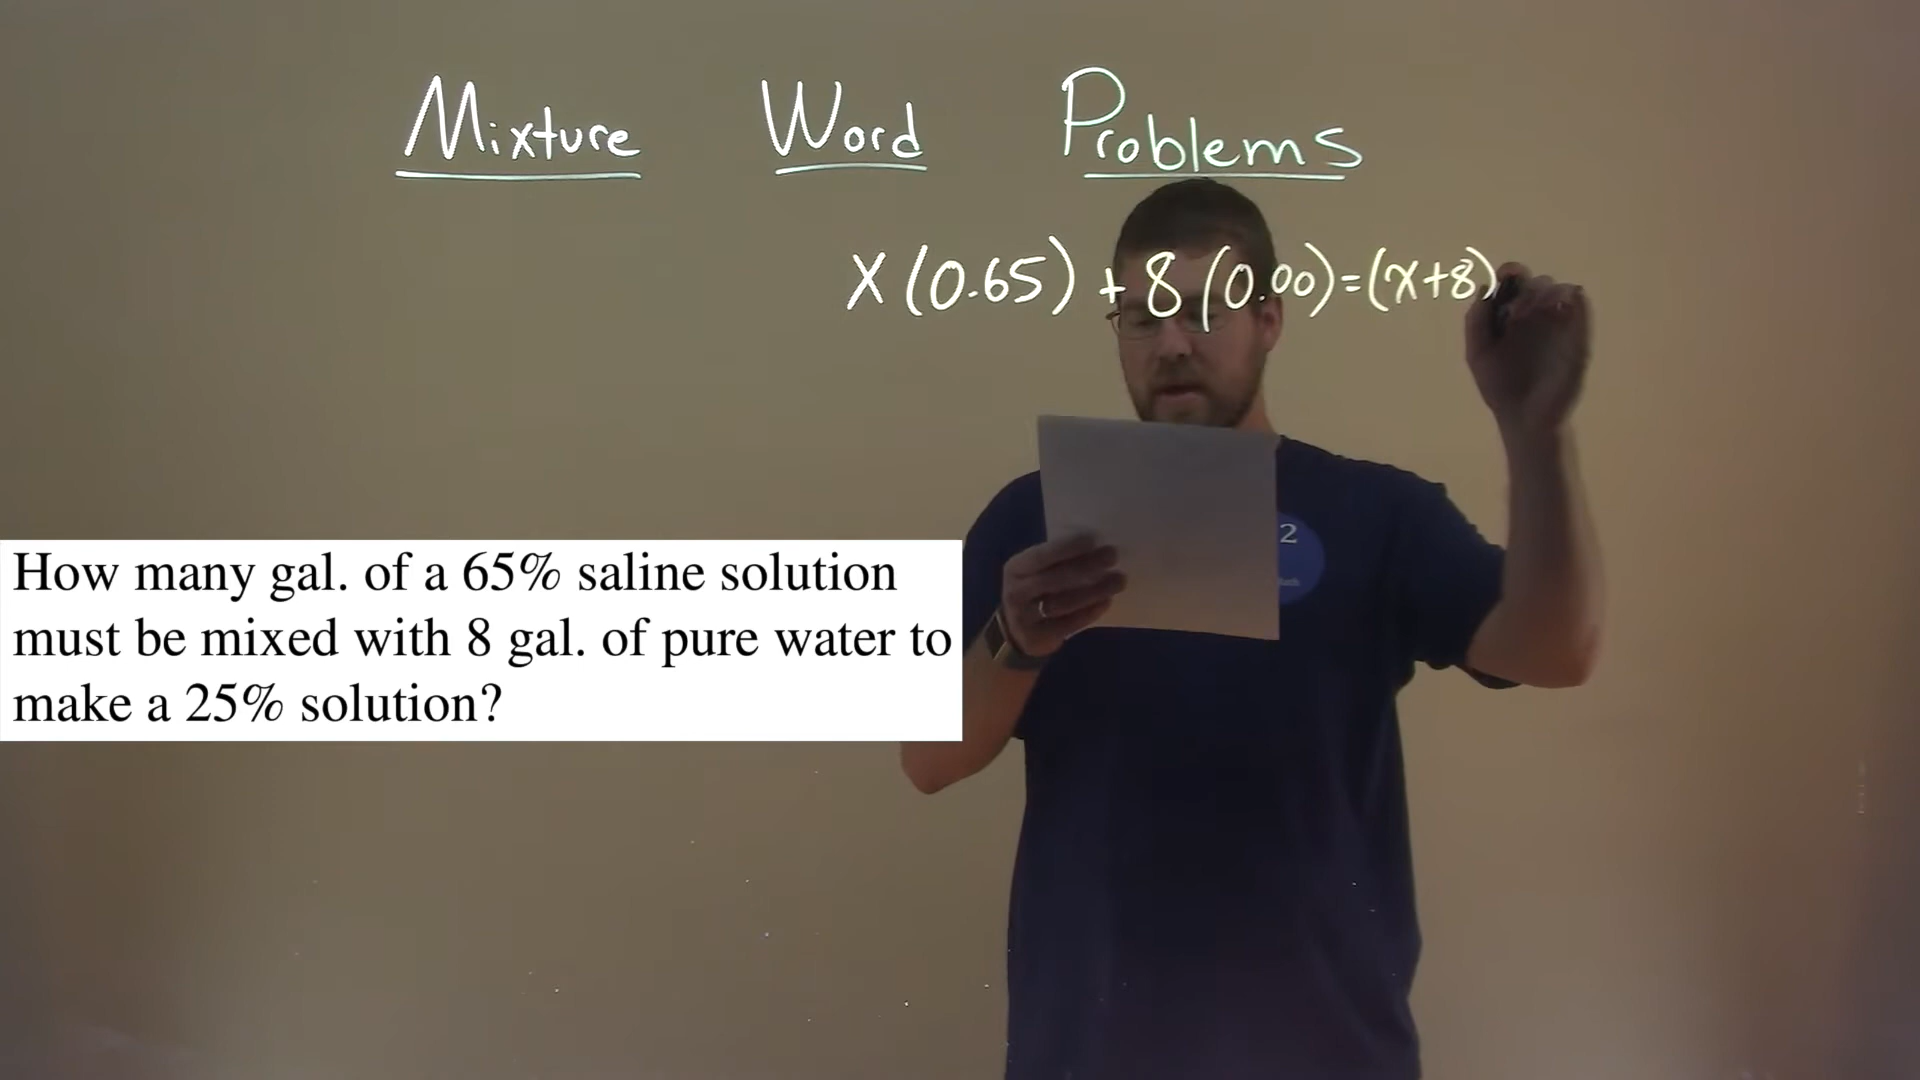 Mixture Word Problems
x(0.65) + 8(0.00)=(x+8)
How many gal. of a 65% saline solution
must be mixed with 8 gal. of pure water to
make a 25% solution?
2